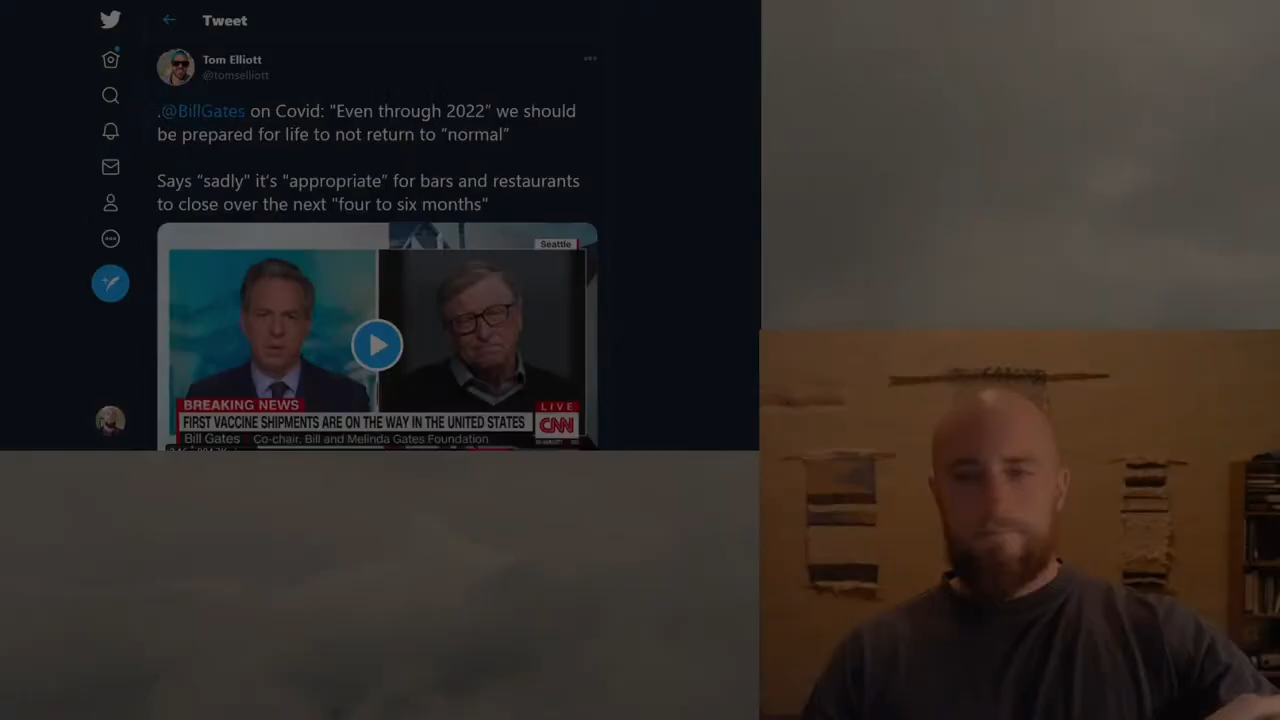 Tweet
Tom Elliott
@tomselliott
.@BillGates on Covid: "Even through 2022" we should
be prepared for life to not return to "normal"
Says "sadly" it's "appropriate" for bars and restaurants
to close over the next "four to six months"
Seattle
BREAKING NEWS
LIVE
FIRST VACCINE SHIPMENTS ARE ON THE WAY IN THE UNITED STATES
CNN
Bill Gates Co-chair, Bill and Melinda Gates Foundation